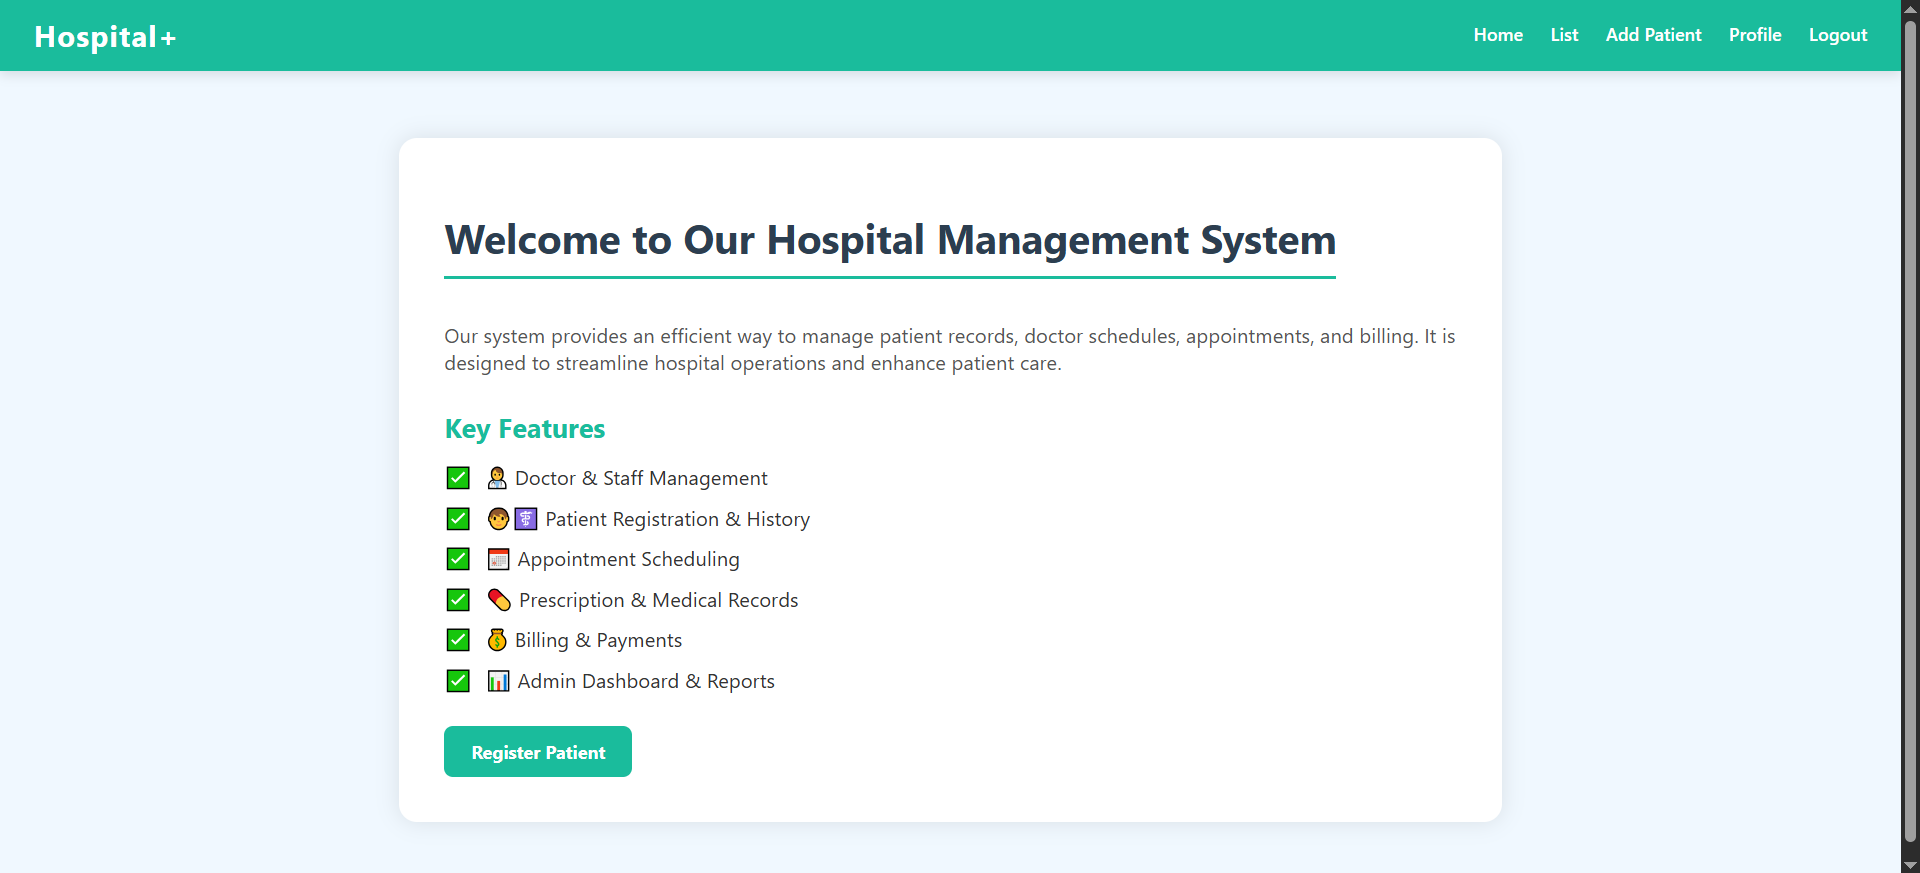 Hospital+
Home List Add Patient Profile Logout
Welcome to Our Hospital Management System
Our system provides an efficient way to manage patient records, doctor schedules, appointments, and billing. It is
designed to streamline hospital operations and enhance patient care.
Key Features
✅ 👩‍⚕️ Doctor & Staff Management
✅ 🧑⚕️ Patient Registration & History
✅ 📅 Appointment Scheduling
✅ 💊 Prescription & Medical Records
✅ 💰 Billing & Payments
✅ 📊 Admin Dashboard & Reports
Register Patient